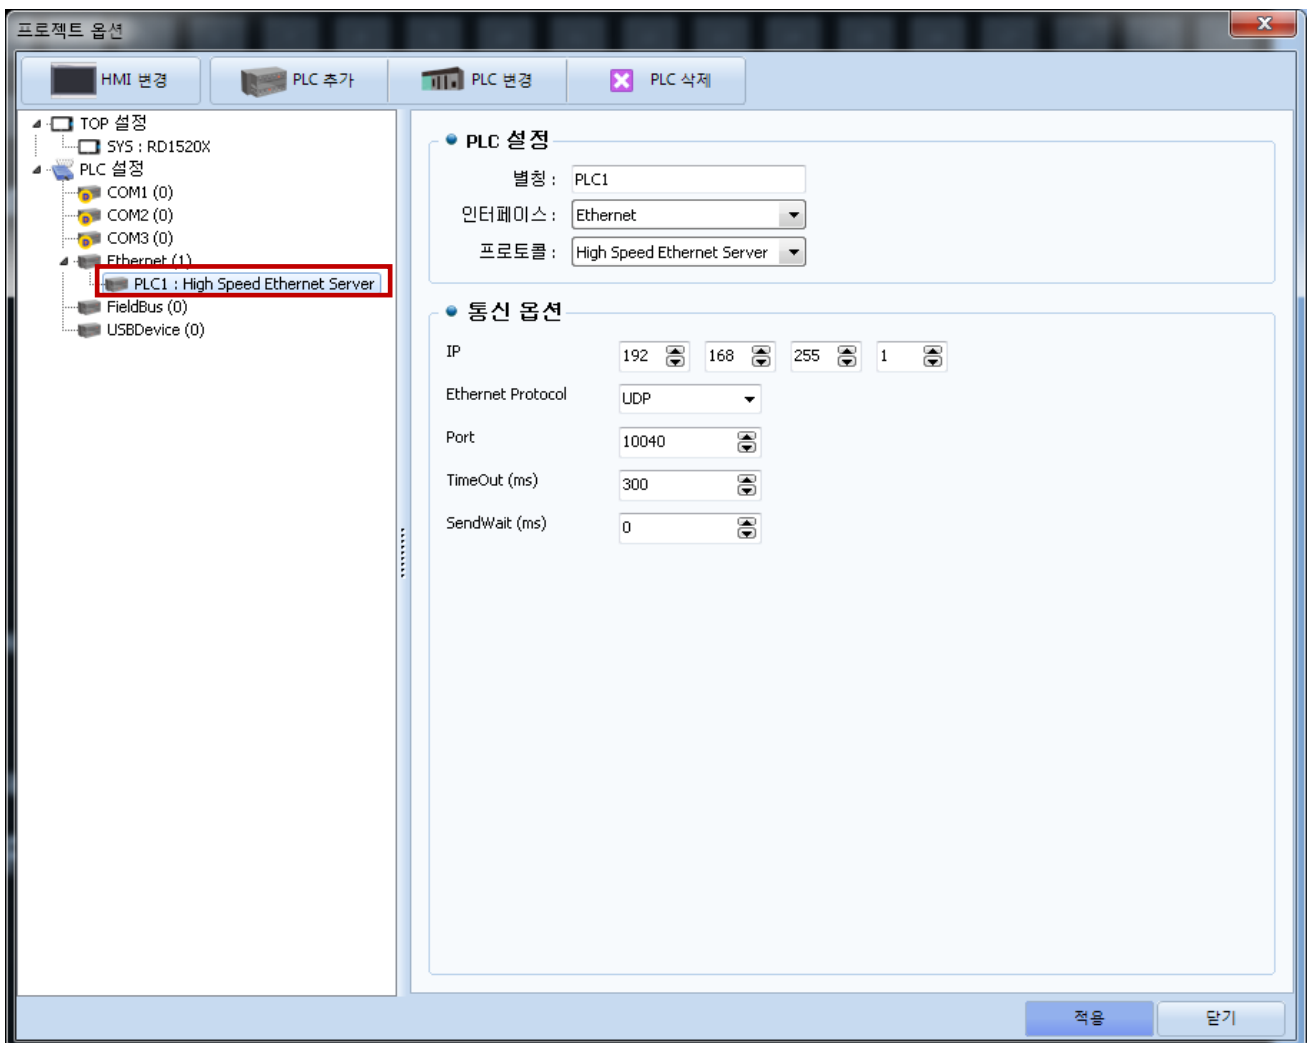 프로젝트 옵션
X
HMI 변경
PLC 추가
PLC 변경
PLC 삭제
TOP 설정
SYS : RD1520X
PLC 설정
COM1 (0)
COM2 (0)
COM3 (0)
Ethernet (1)
PLC1 : High Speed Ethernet Server
FieldBus (0)
USBDevice (0)
PLC 설정
별칭 : PLC1
인터페이스 : Ethernet
프로토콜 : High Speed Ethernet Server
통신 옵션
IP 192 168 255 1
Ethernet Protocol UDP
Port 10040
TimeOut (ms) 300
SendWait (ms) 0
적용
닫기